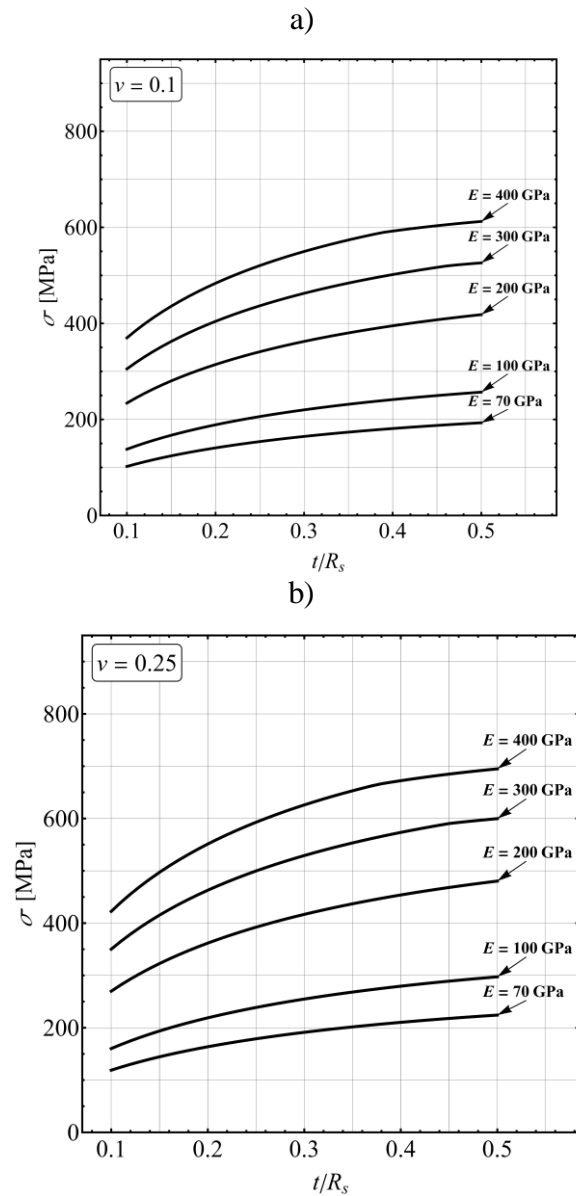 a)
ν = 0.1
800
600
400
200
0
σ [MPa]
E = 400 GPa
E = 300 GPa
E = 200 GPa
E = 100 GPa
E = 70 GPa
0.1 0.2 0.3 0.4 0.5
t/Rs
b)
ν = 0.25
800
600
400
200
0
σ [MPa]
E = 400 GPa
E = 300 GPa
E = 200 GPa
E = 100 GPa
E = 70 GPa
0.1 0.2 0.3 0.4 0.5
t/Rs